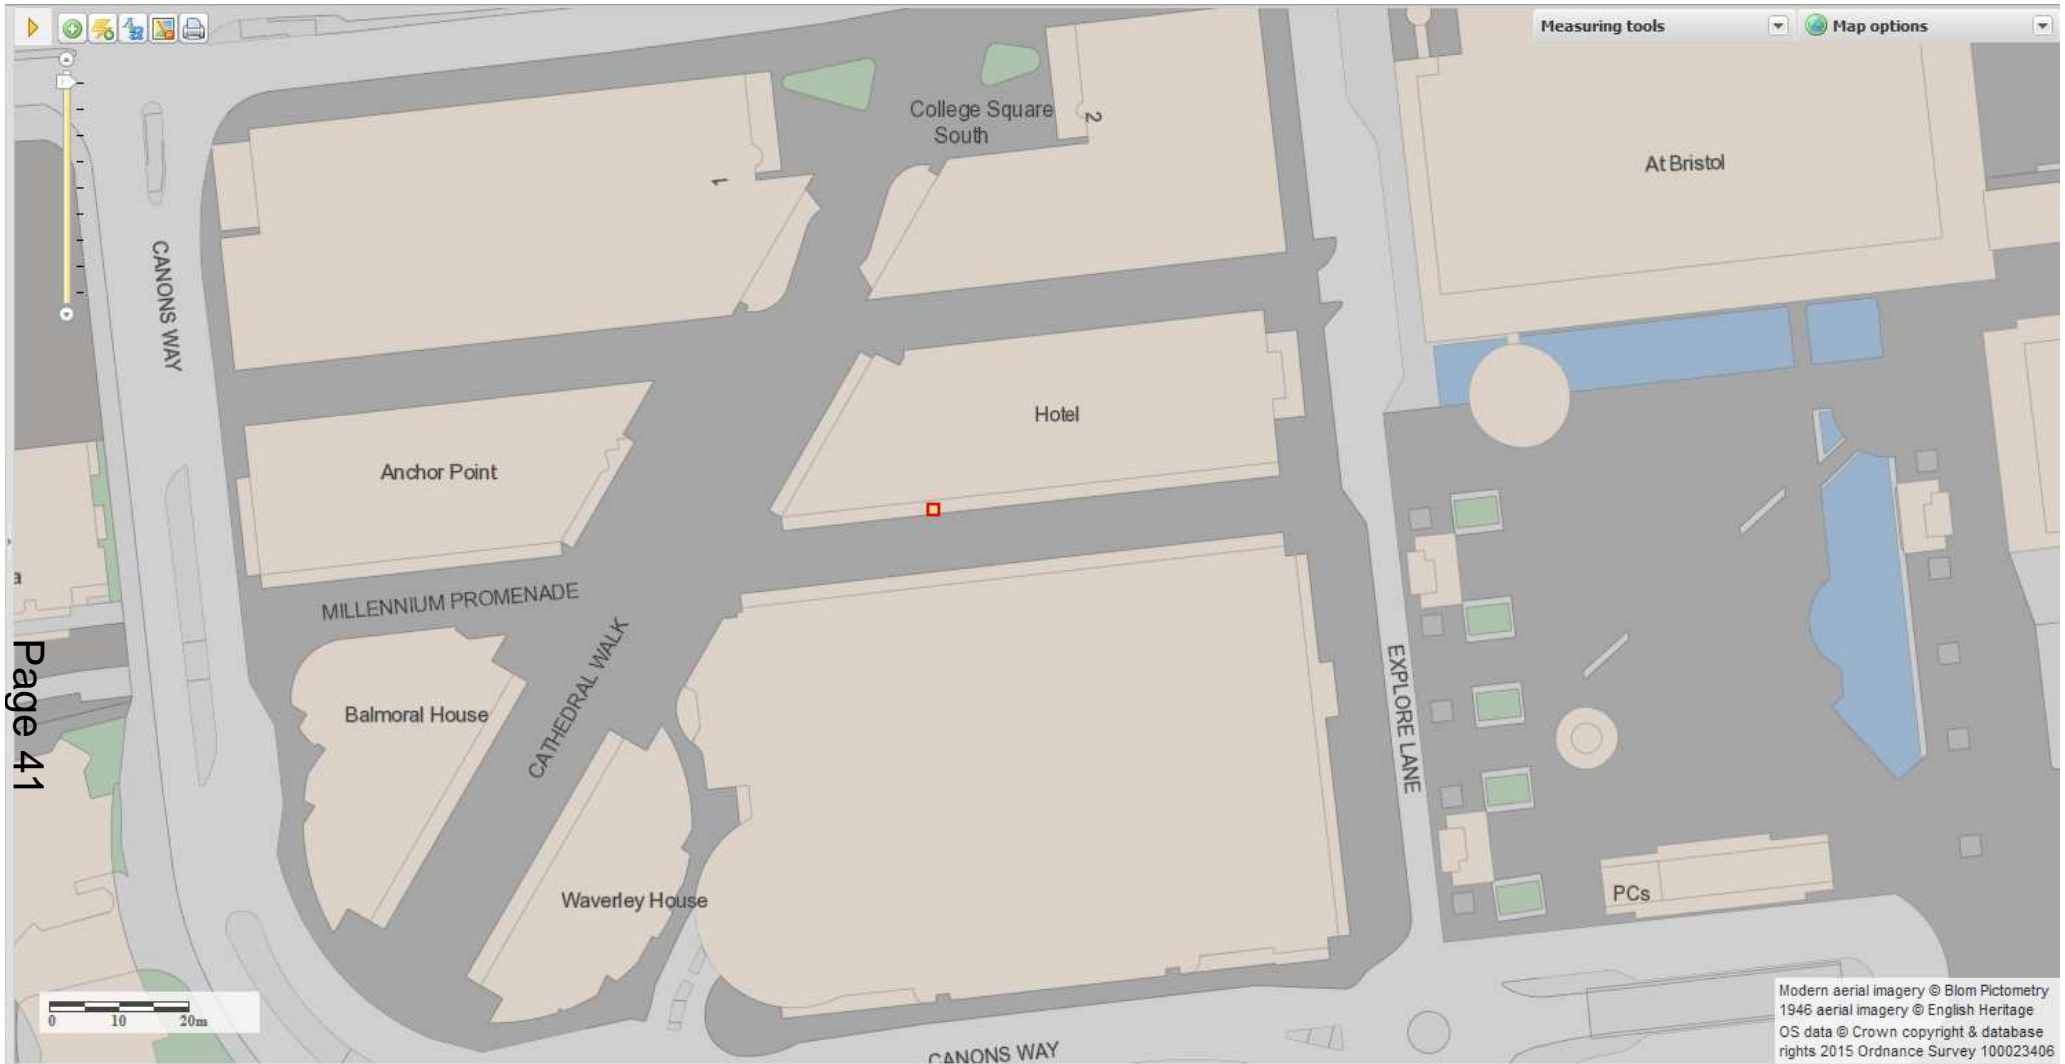 Measuring tools
Map options
College Square
South
2
1
At Bristol
CANONS WAY
Hotel
Anchor Point
MILLENNIUM PROMENADE
CATHEDRAL WALK
a
Page 41
Balmoral House
EXPLORE LANE
Waverley House
PCs
0 10 20m
CANONS WAY
Modern aerial imagery © Blom Pictometry
1946 aerial imagery © English Heritage
OS data © Crown copyright & database
rights 2015 Ordnance Survey 100023406